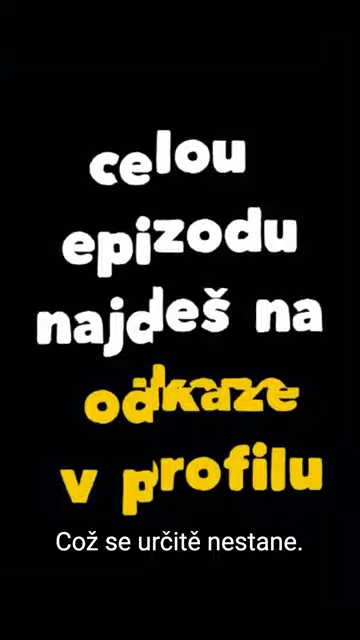 celou
epizodu
najdeš na
odkaze
v profilu
Což se určitě nestane.